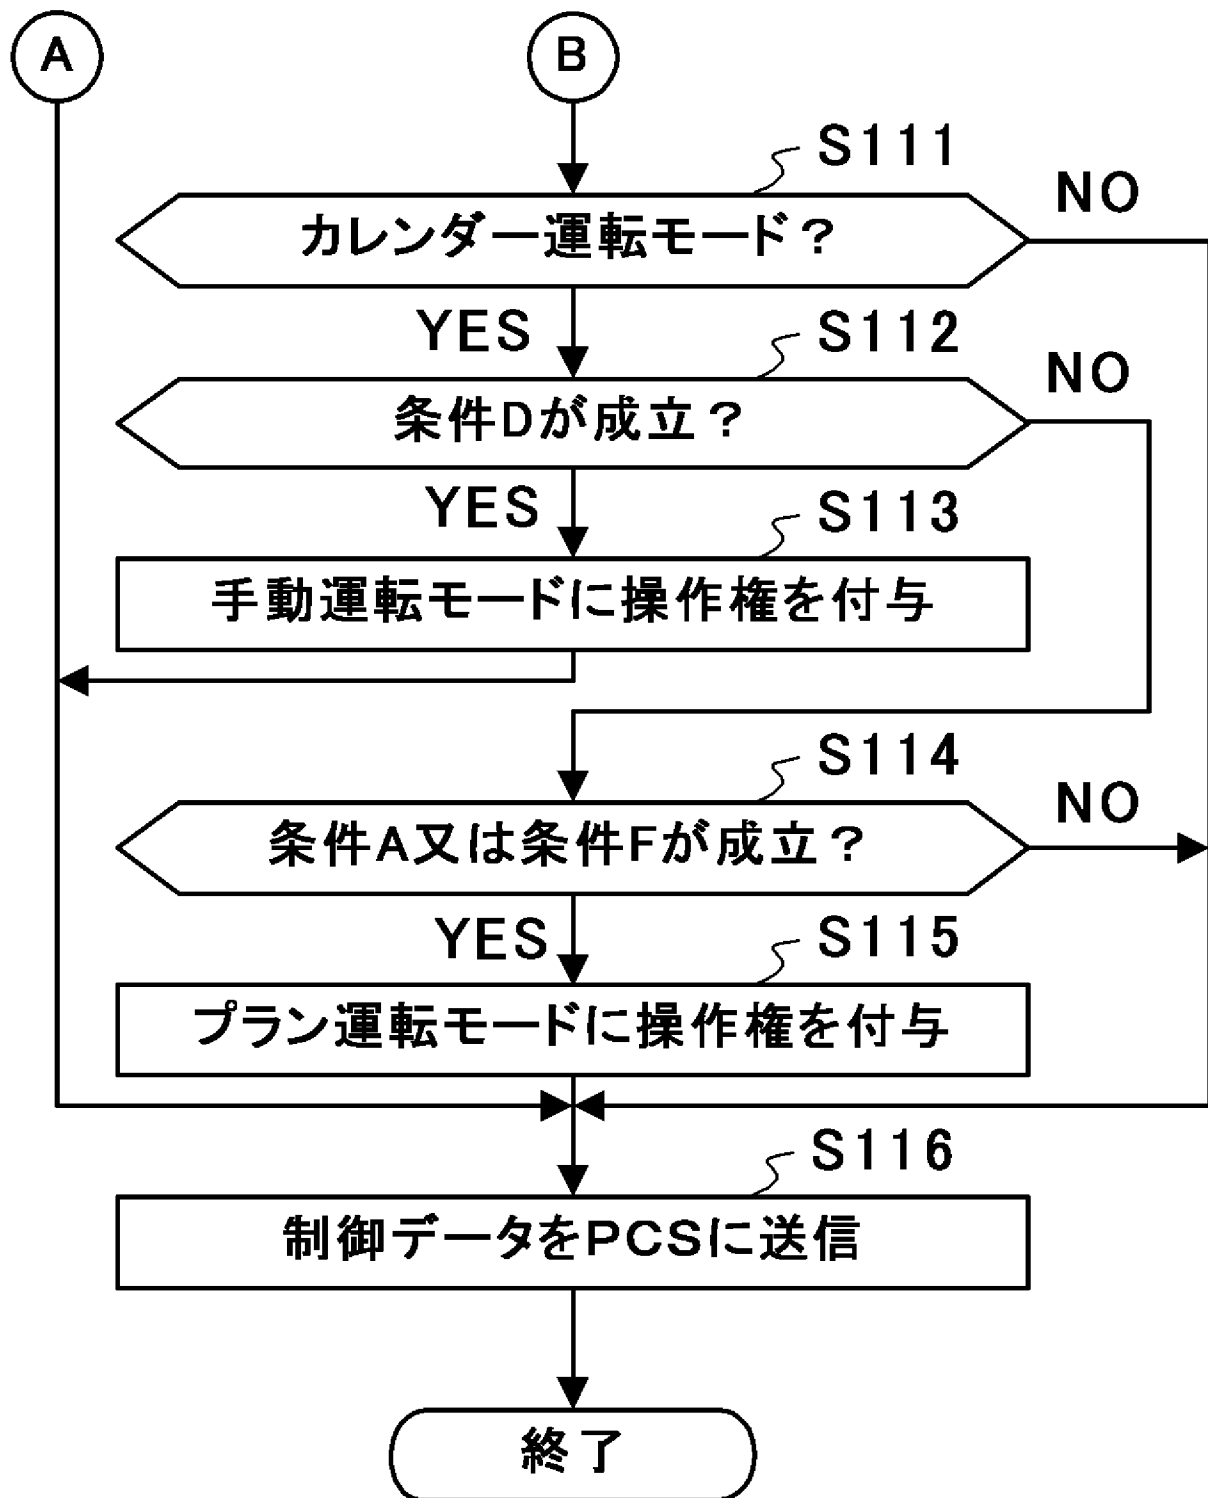 A
B
S111
カレンダー運転モード？
NO
YES
S112
条件Dが成立？
NO
YES
S113
手動運転モードに操作権を付与
S114
条件A又は条件Fが成立？
NO
YES
S115
プラン運転モードに操作権を付与
S116
制御データをPCSに送信
終了